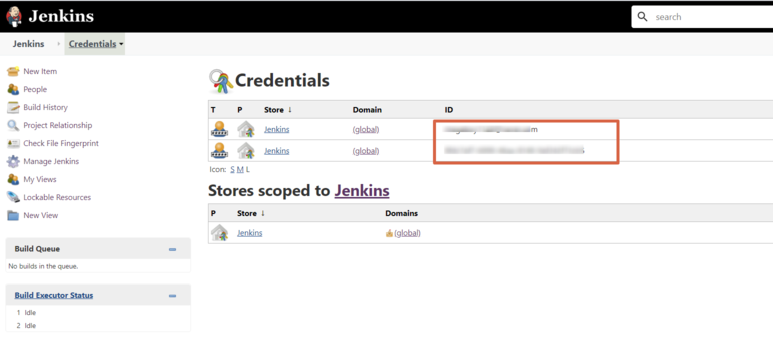 Jenkins
search
Jenkins
Credentials
New Item
People
Build History
Project Relationship
Check File Fingerprint
Manage Jenkins
My Views
Lockable Resources
New View
Build Queue
No builds in the queue.
Build Executor Status
1 Idle
2 Idle
Credentials
T P Store ↓ Domain ID
Jenkins (global)
Jenkins (global)
Icon: S M L
Stores scoped to Jenkins
P Store ↓ Domains
Jenkins (global)